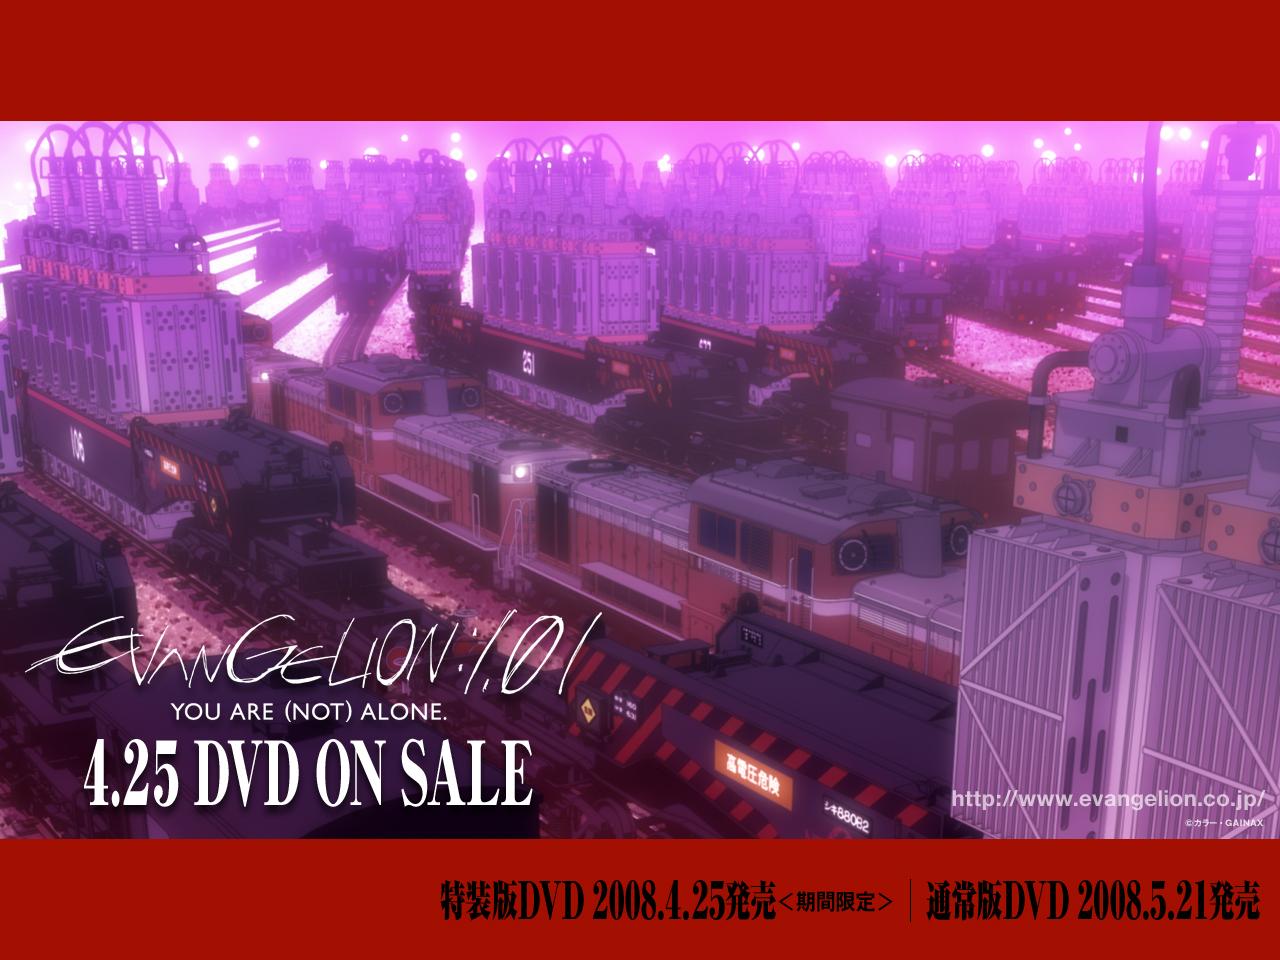 251
106
EVANGELION:1.01
YOU ARE (NOT) ALONE.
4.25 DVD ON SALE
高電圧危険
シキ880B2
http://www.evangelion.co.jp/
©カラー・GAINAX
特装版DVD 2008.4.25発売<期間限定>│通常版DVD 2008.5.21発売